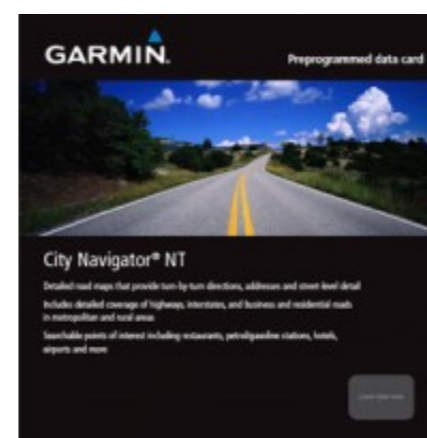 GARMIN.
Preprogrammed data card
City Navigator® NT
Detailed road maps that provide turn-by-turn directions, addresses and street-level detail
Includes detailed coverage of highways, interstates, and business and residential roads
in metropolitan and rural areas
Searchable points of interest including restaurants, petrol/gasoline stations, hotels,
airports and more